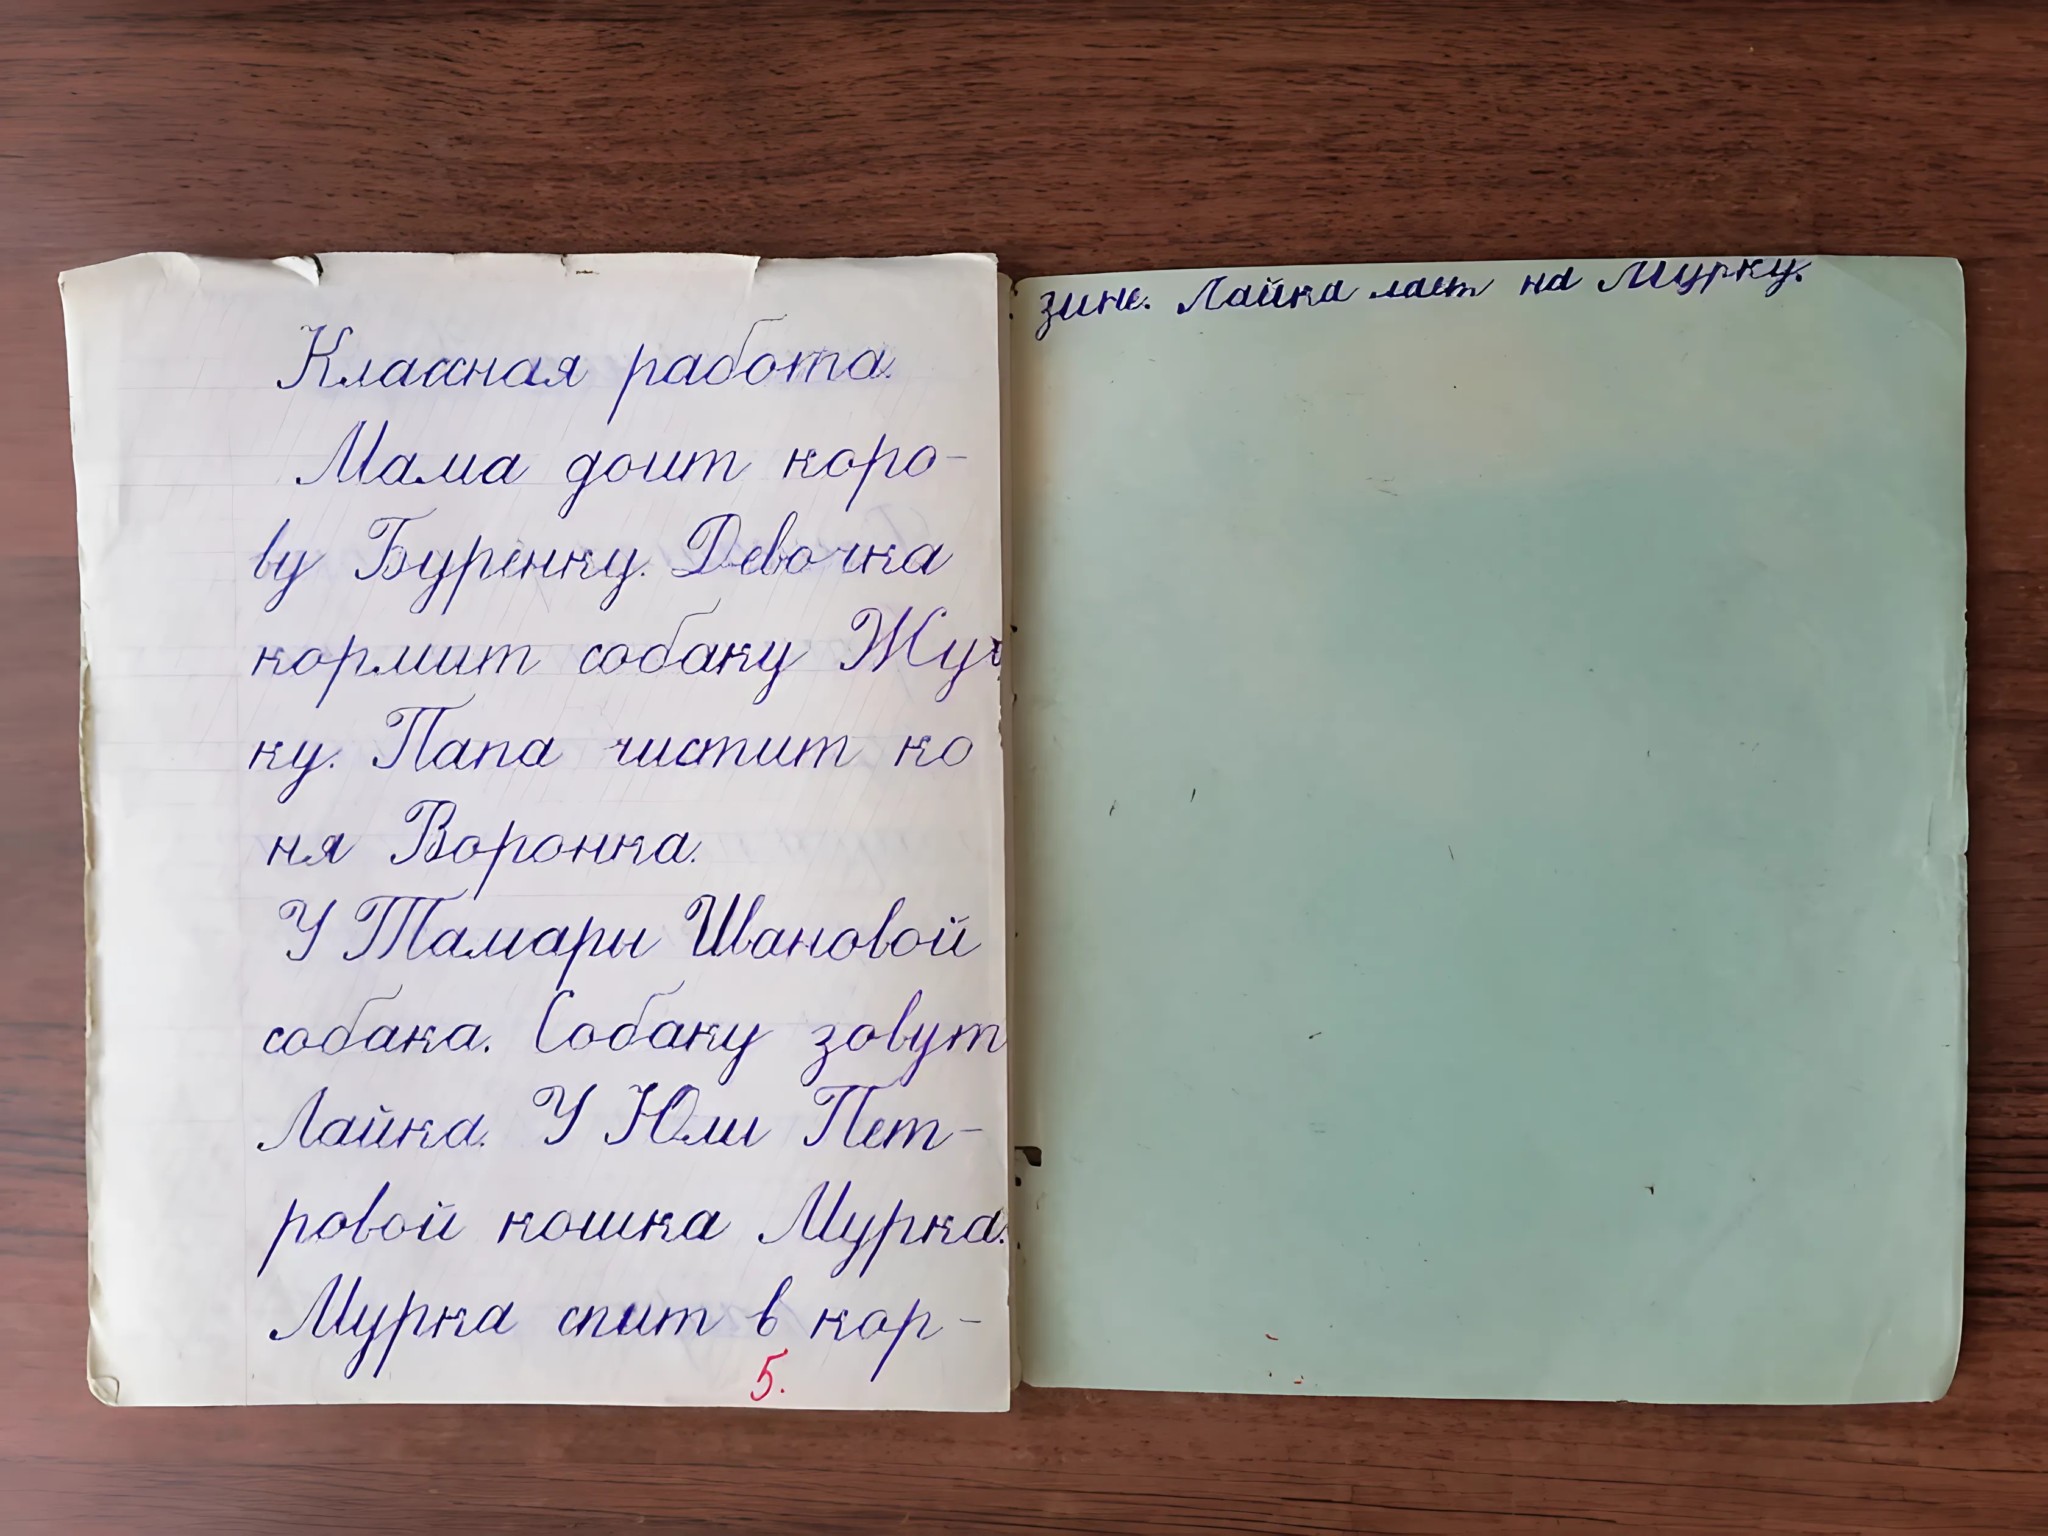 Классная работа.
Мама доит коро-
ву Буренку. Девочка
кормит собаку Жуч
ку. Папа чистит ко
ня Воронка.
У Тамары Ивановой
собака. Собаку зовут
Лайка. У Юли Пет-
ровой кошка Мурка.
Мурка спит в кор-
5.
зине. Лайка лает на Мурку.